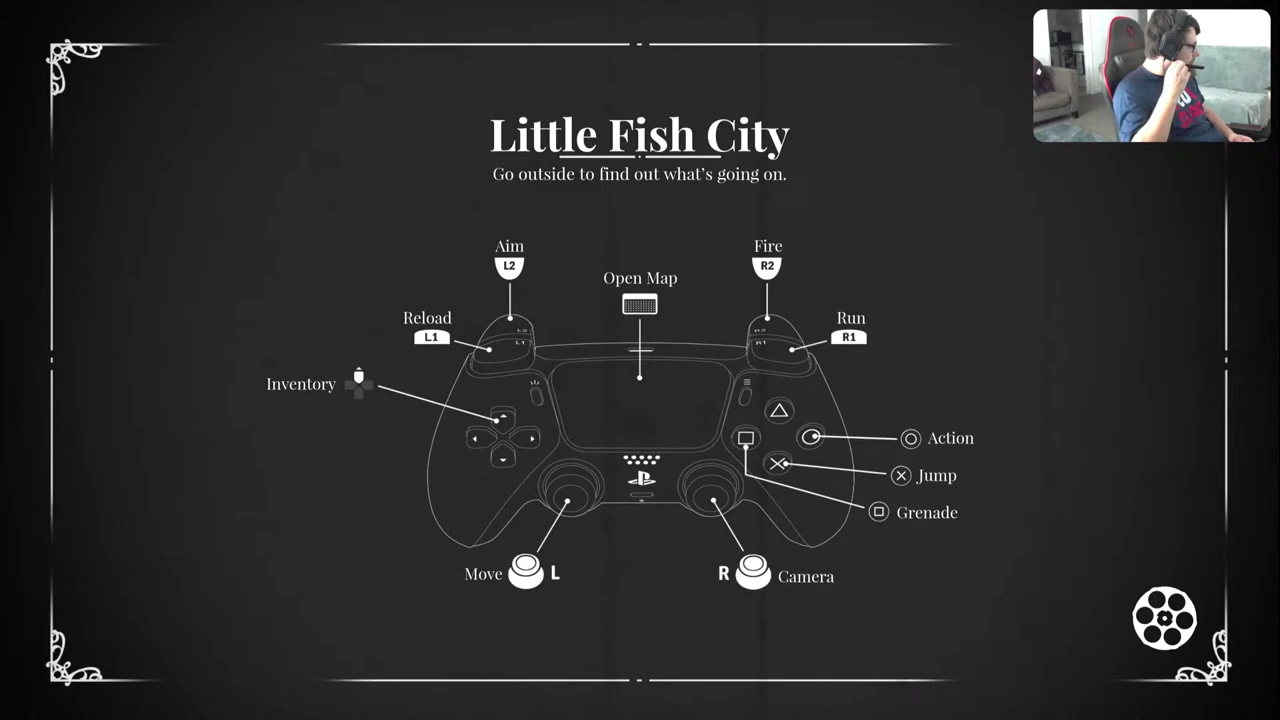 Little Fish City
Go outside to find out what's going on.
Aim
L2
Fire
R2
Open Map
Reload
L1
Run
R1
Inventory
Action
Jump
Grenade
Move L
R Camera